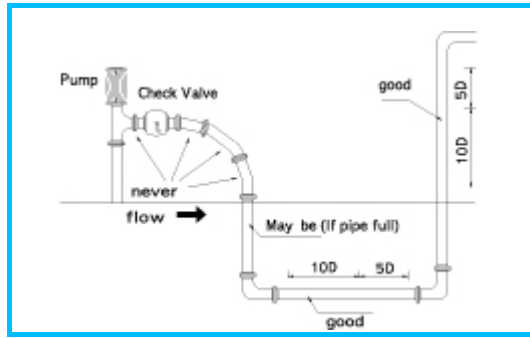 Pump
Check Valve
good
5D
10D
never
flow
May be (If pipe full)
10D
5D
good